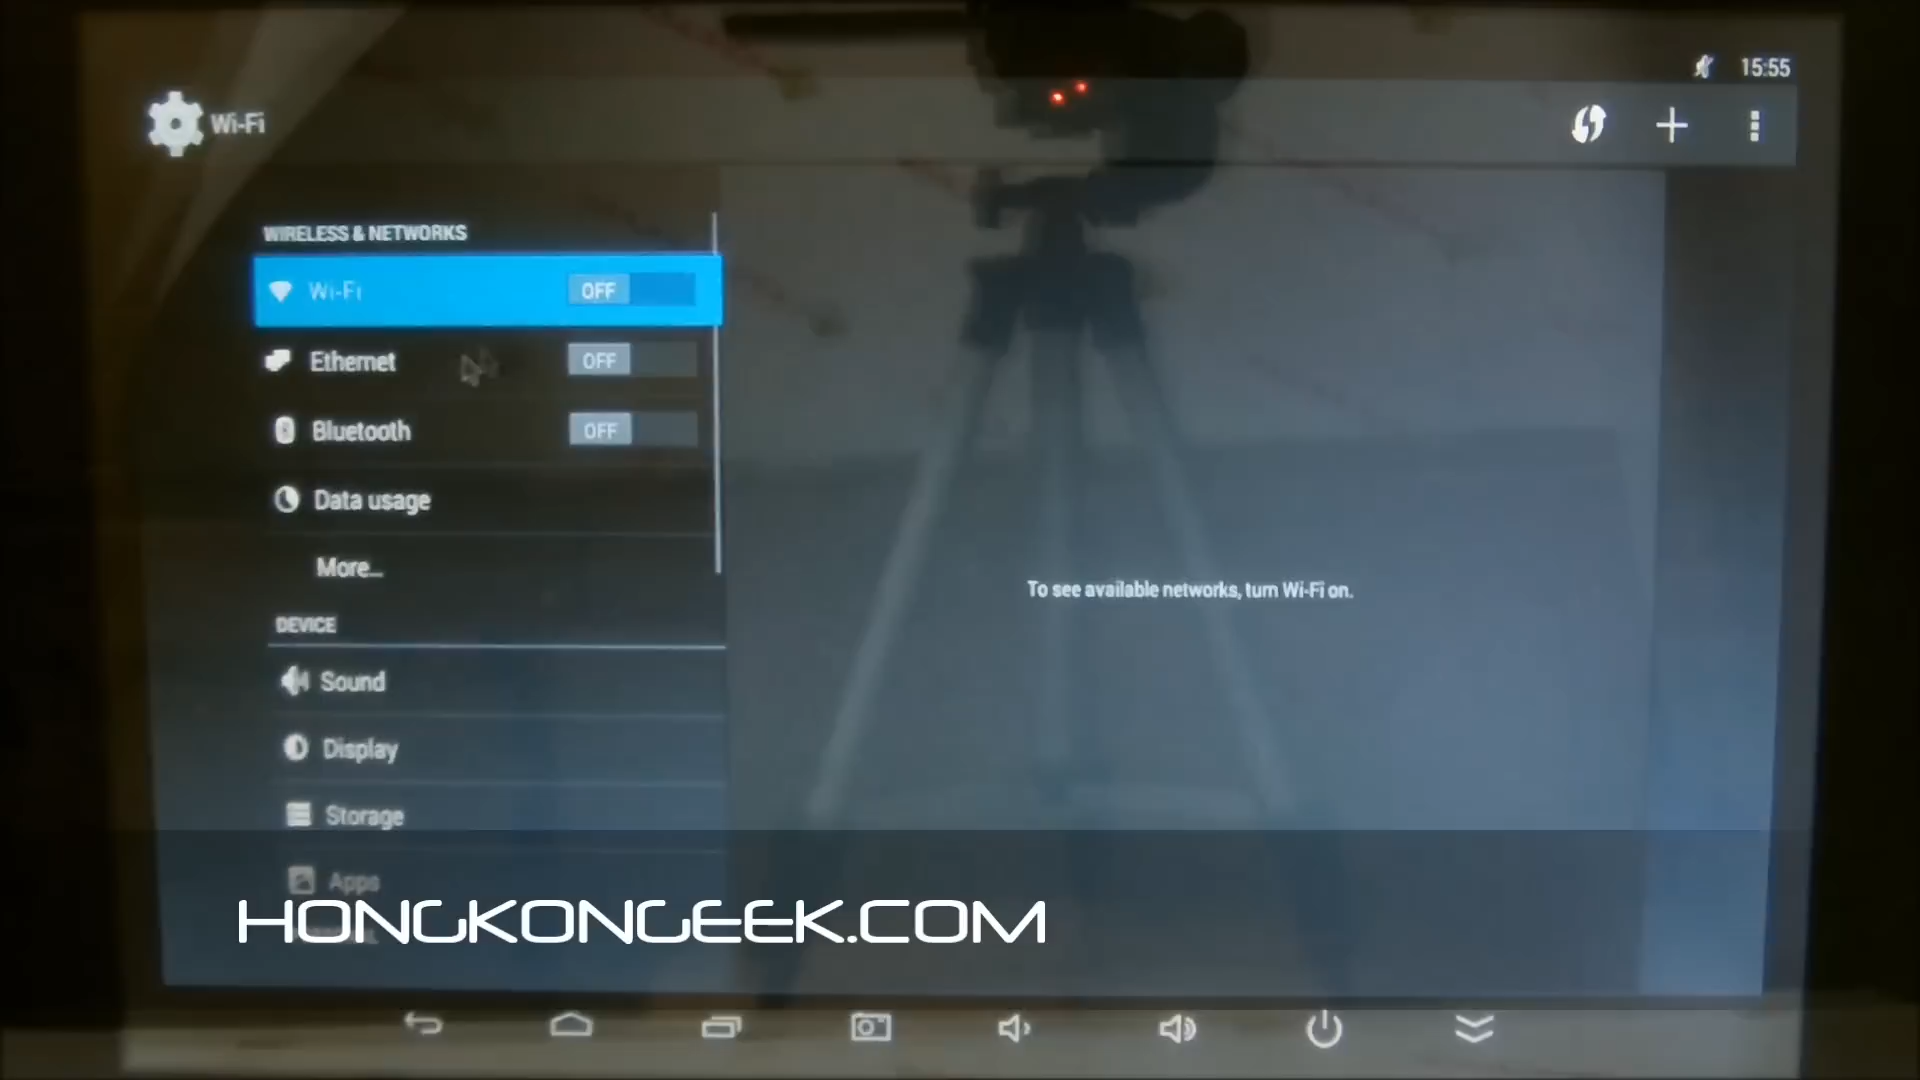 15:55
Wi-Fi
WIRELESS & NETWORKS
Wi-Fi OFF
Ethernet OFF
Bluetooth OFF
Data usage
More...
To see available networks, turn Wi-Fi on.
DEVICE
Sound
Display
Storage
Apps
HONGKONGEEK.COM